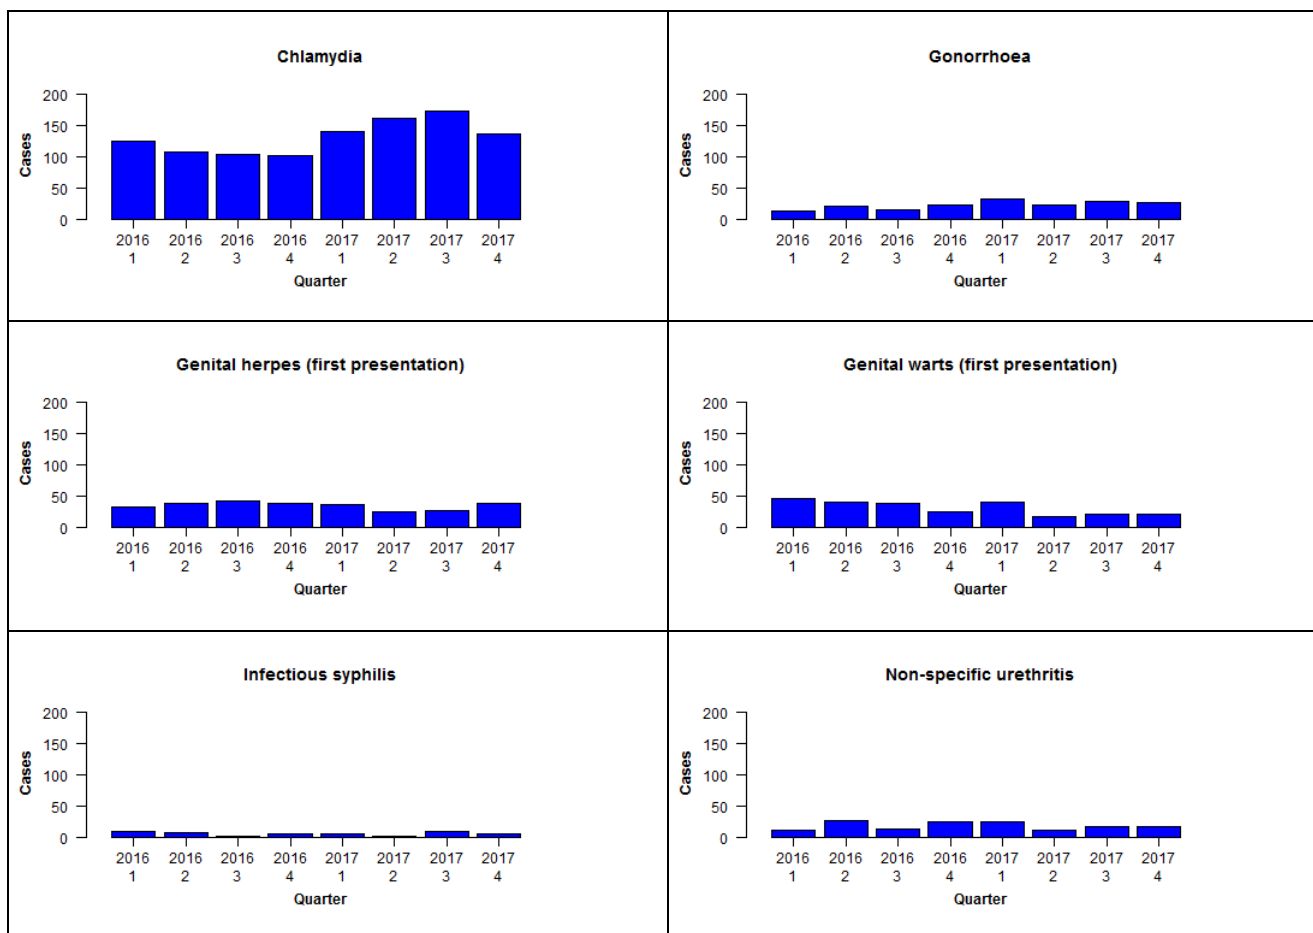 Chlamydia
200
150
100
50
0
Cases
2016 2016 2016 2016 2017 2017 2017 2017
1 2 3 4 1 2 3 4
Quarter
Gonorrhoea
200
150
100
50
0
Cases
2016 2016 2016 2016 2017 2017 2017 2017
1 2 3 4 1 2 3 4
Quarter
Genital herpes (first presentation)
200
150
100
50
0
Cases
2016 2016 2016 2016 2017 2017 2017 2017
1 2 3 4 1 2 3 4
Quarter
Genital warts (first presentation)
200
150
100
50
0
Cases
2016 2016 2016 2016 2017 2017 2017 2017
1 2 3 4 1 2 3 4
Quarter
Infectious syphilis
200
150
100
50
0
Cases
2016 2016 2016 2016 2017 2017 2017 2017
1 2 3 4 1 2 3 4
Quarter
Non-specific urethritis
200
150
100
50
0
Cases
2016 2016 2016 2016 2017 2017 2017 2017
1 2 3 4 1 2 3 4
Quarter